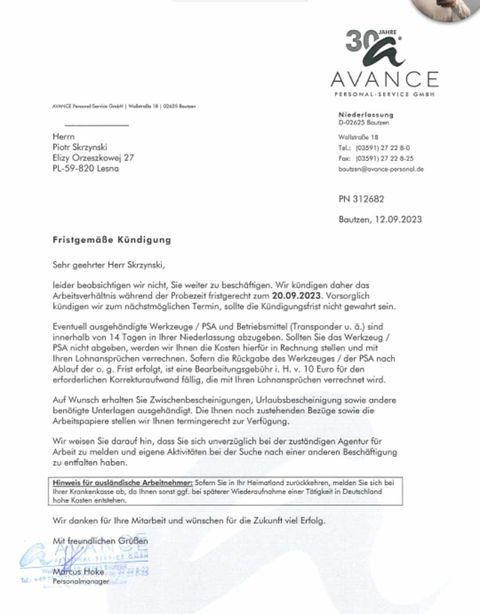 30 JAHRE
AVANCE
PERSONAL-SERVICE GMBH
AVANCE Personal-Service GmbH | Wallstraße 18 | 02625 Bautzen
Niederlassung
D-02625 Bautzen
Herrn
Piotr Skrzynski
Elizy Orzeszkowej 27
PL-59-820 Lesna
Wallstraße 18
Tel.: (03591) 27 22 8-0
Fax: (03591) 27 22 8-25
bautzen@avance-personal.de
PN 312682
Bautzen, 12.09.2023
Fristgemäße Kündigung
Sehr geehrter Herr Skrzynski,
leider beabsichtigen wir nicht, Sie weiter zu beschäftigen. Wir kündigen daher das
Arbeitsverhältnis während der Probezeit fristgerecht zum 20.09.2023. Vorsorglich
kündigen wir zum nächstmöglichen Termin, sollte die Kündigungsfrist nicht gewahrt sein.
Eventuell ausgehändigte Werkzeuge / PSA und Betriebsmittel (Transponder u. ä.) sind
innerhalb von 14 Tagen in Ihrer Niederlassung abzugeben. Sollten Sie das Werkzeug /
PSA nicht abgeben, werden wir Ihnen die Kosten hierfür in Rechnung stellen und mit
Ihren Lohnansprüchen verrechnen. Sofern die Rückgabe des Werkzeuges / der PSA nach
Ablauf der o. g. Frist erfolgt, ist eine Bearbeitungsgebühr i. H. v. 10 Euro für den
erforderlichen Korrekturaufwand fällig, die mit Ihren Lohnansprüchen verrechnet wird.
Auf Wunsch erhalten Sie Zwischenbescheinigungen, Urlaubsbescheinigung sowie andere
benötigte Unterlagen ausgehändigt. Die Ihnen noch zustehenden Bezüge sowie die
Arbeitspapiere stellen wir Ihnen termingerecht zur Verfügung.
Wir weisen Sie darauf hin, dass Sie sich unverzüglich bei der zuständigen Agentur für
Arbeit zu melden und eigene Aktivitäten bei der Suche nach einer anderen Beschäftigung
zu entfalten haben.
Hinweis für ausländische Arbeitnehmer: Sofern Sie in Ihr Heimatland zurückkehren, melden Sie sich bei
Ihrer Krankenkasse ab, da Ihnen sonst ggf. bei späterer Wiederaufnahme einer Tätigkeit in Deutschland
hohe Kosten entstehen.
Wir danken für Ihre Mitarbeit und wünschen für die Zukunft viel Erfolg.
Mit freundlichen Grüßen
AVANCE
PERSONAL-SERVICE GMBH
Marcus Hoke
Personalmanager